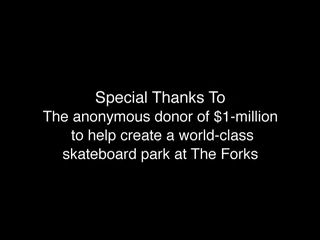 Special Thanks To
The anonymous donor of $1-million
to help create a world-class
skateboard park at The Forks